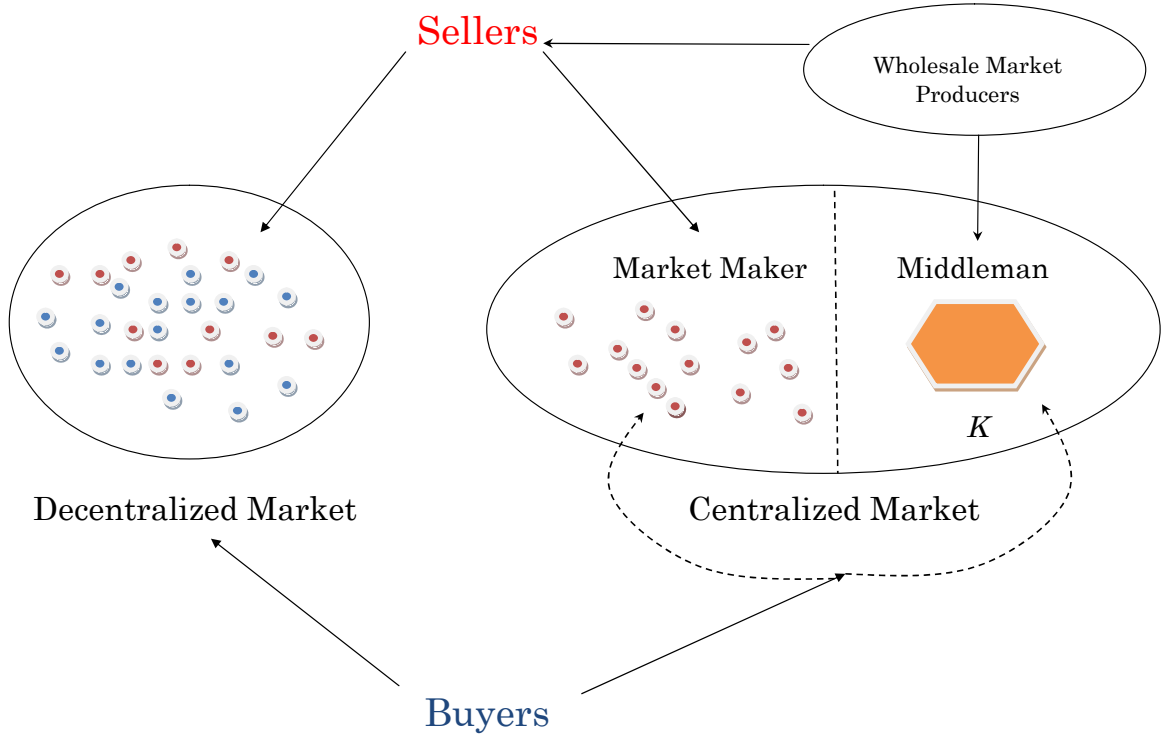 Sellers
Wholesale Market
Producers
Market Maker
Middleman
K
Decentralized Market
Centralized Market
Buyers